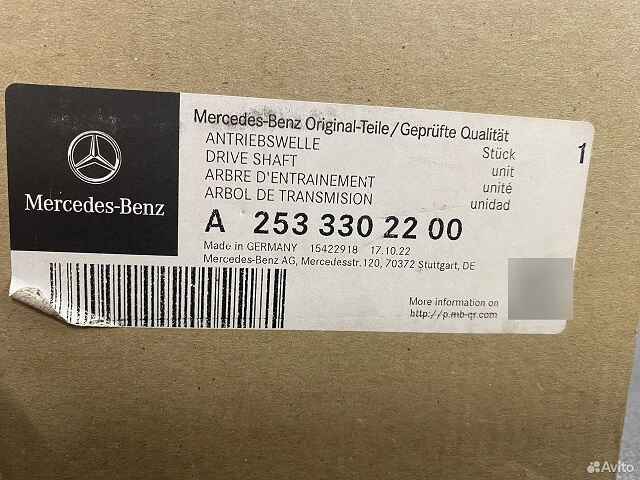 Mercedes-Benz
Mercedes-Benz Original-Teile/Geprüfte Qualität
ANTRIEBSWELLE Stück 1
DRIVE SHAFT unit
ARBRE D'ENTRAINEMENT unité
ARBOL DE TRANSMISION unidad
A 253 330 22 00
Made in GERMANY 15422918 17.10.22
Mercedes-Benz AG, Mercedesstr.120, 70372 Stuttgart, DE
More information on
http://p.mb-qr.com
Avito